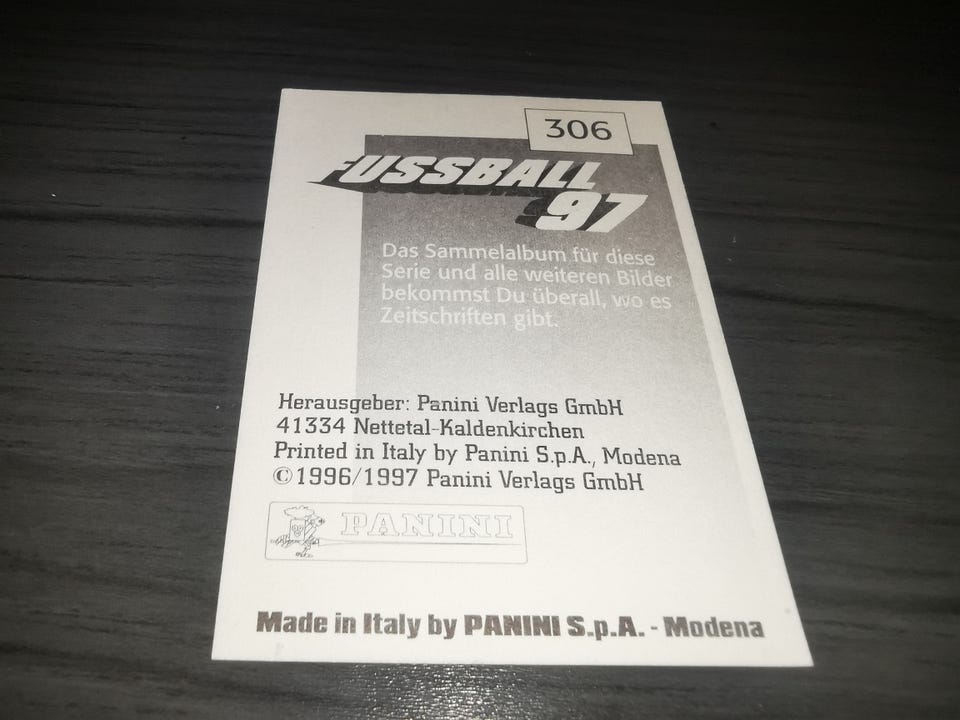 306
FUSSBALL
97
Das Sammelalbum für diese
Serie und alle weiteren Bilder
bekommst Du überall, wo es
Zeitschriften gibt.
Herausgeber: Panini Verlags GmbH
41334 Nettetal-Kaldenkirchen
Printed in Italy by Panini S.p.A., Modena
©1996/1997 Panini Verlags GmbH
PANINI
Made in Italy by PANINI S.p.A. - Modena